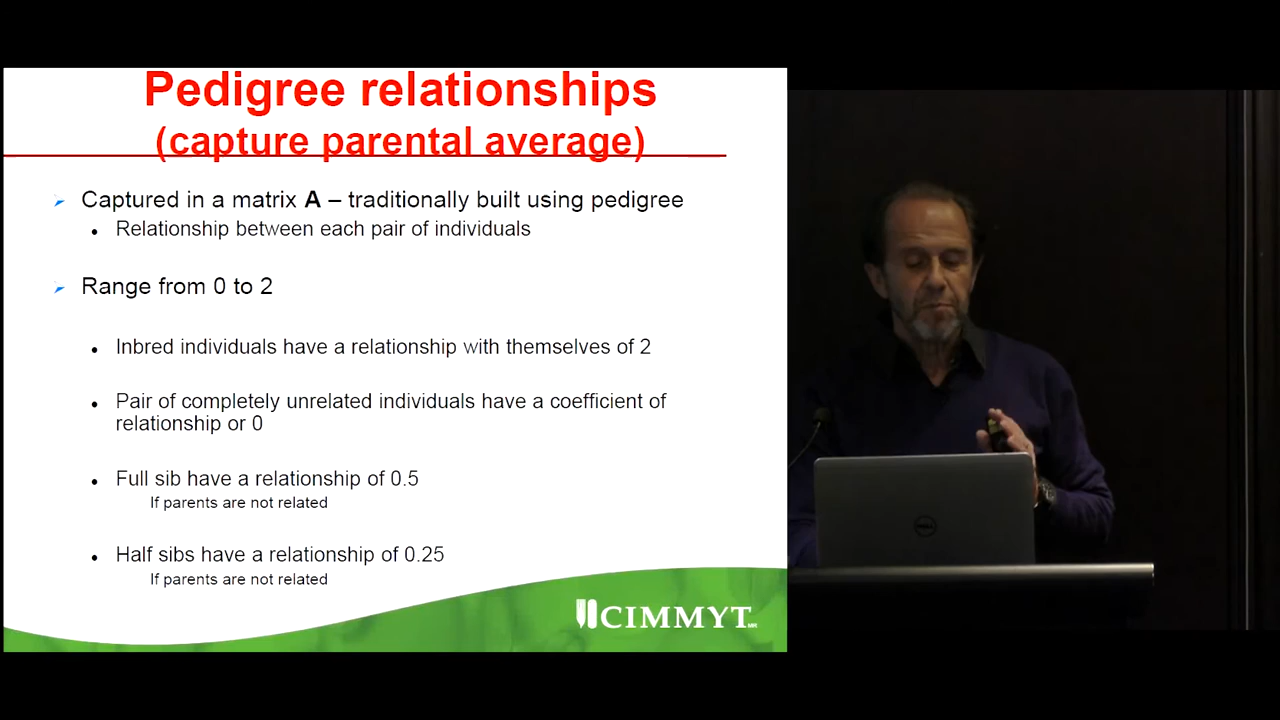 Pedigree relationships
(capture parental average)
Captured in a matrix A – traditionally built using pedigree
Relationship between each pair of individuals
Range from 0 to 2
Inbred individuals have a relationship with themselves of 2
Pair of completely unrelated individuals have a coefficient of
relationship or 0
Full sib have a relationship of 0.5
If parents are not related
Half sibs have a relationship of 0.25
If parents are not related
CIMMYT MR
DELL